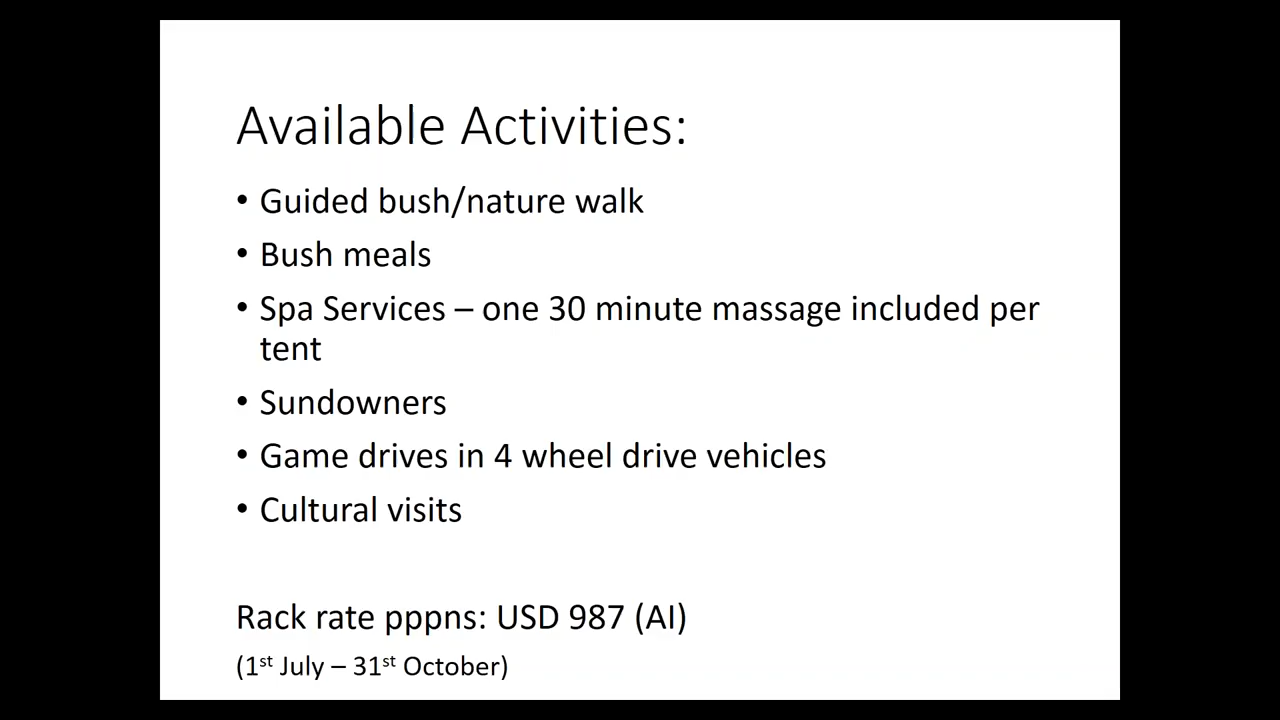 Available Activities:
• Guided bush/nature walk
• Bush meals
• Spa Services – one 30 minute massage included per
tent
• Sundowners
• Game drives in 4 wheel drive vehicles
• Cultural visits
Rack rate pppns: USD 987 (AI)
(1st July – 31st October)